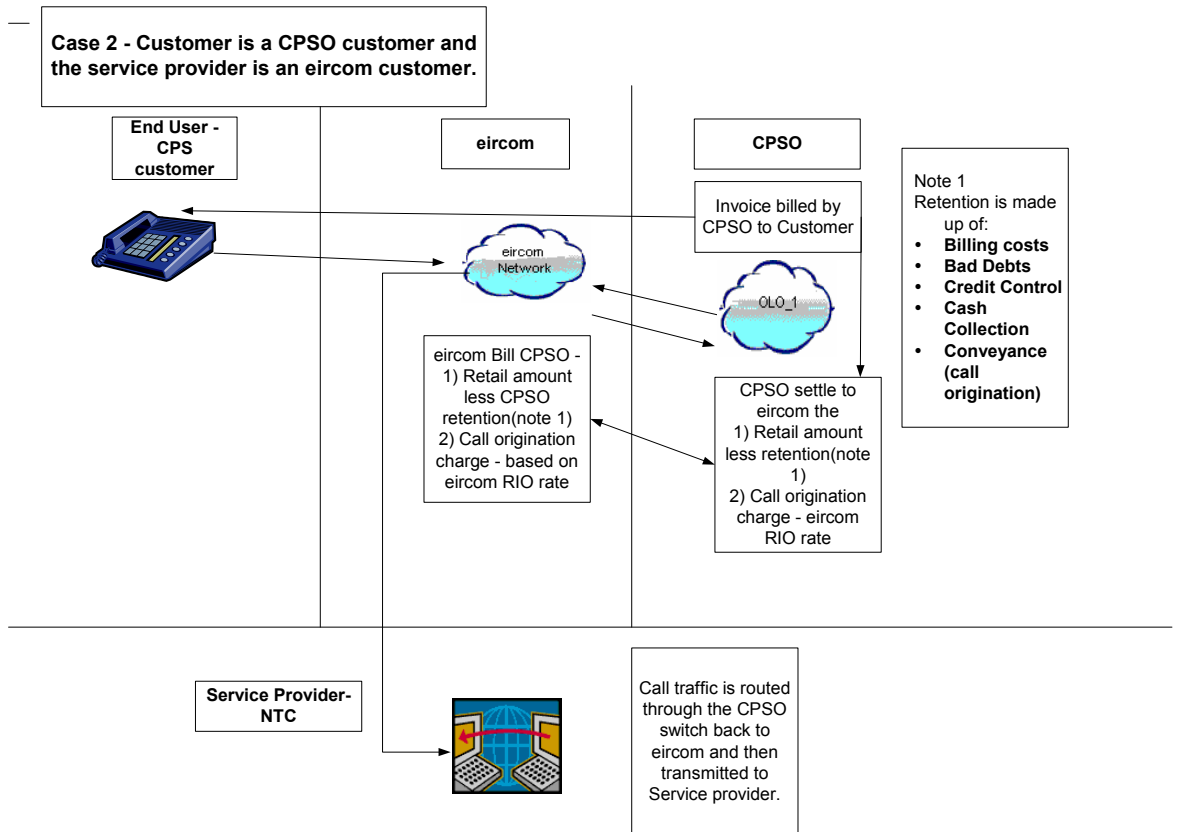 Case 2 - Customer is a CPSO customer and
the service provider is an eircom customer.
End User -
CPS
customer
eircom
CPSO
Invoice billed by
CPSO to Customer
Note 1
Retention is made
up of:
• Billing costs
• Bad Debts
• Credit Control
• Cash
Collection
• Conveyance
(call
origination)
eircom
Network
OLO_1
eircom Bill CPSO -
1) Retail amount
less CPSO
retention(note 1)
2) Call origination
charge - based on
eircom RIO rate
CPSO settle to
eircom the
1) Retail amount
less retention(note
1)
2) Call origination
charge - eircom
RIO rate
Service Provider-
NTC
Call traffic is routed
through the CPSO
switch back to
eircom and then
transmitted to
Service provider.